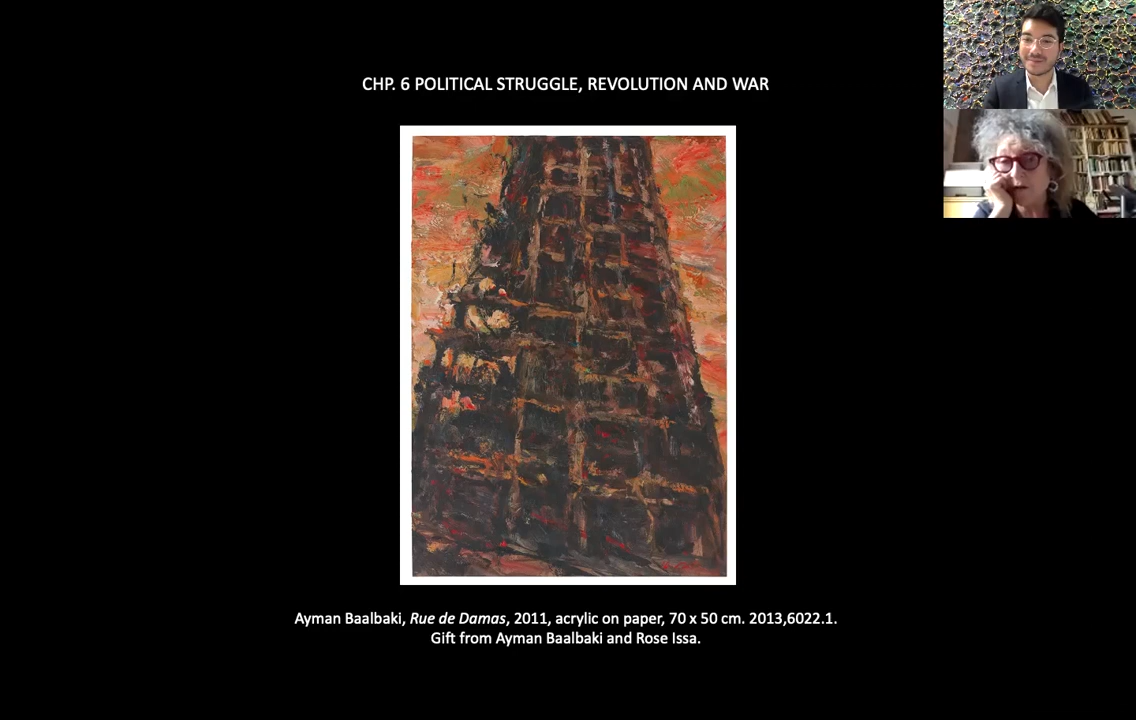 CHP. 6 POLITICAL STRUGGLE, REVOLUTION AND WAR
Ayman Baalbaki, Rue de Damas, 2011, acrylic on paper, 70 x 50 cm. 2013,6022.1.
Gift from Ayman Baalbaki and Rose Issa.